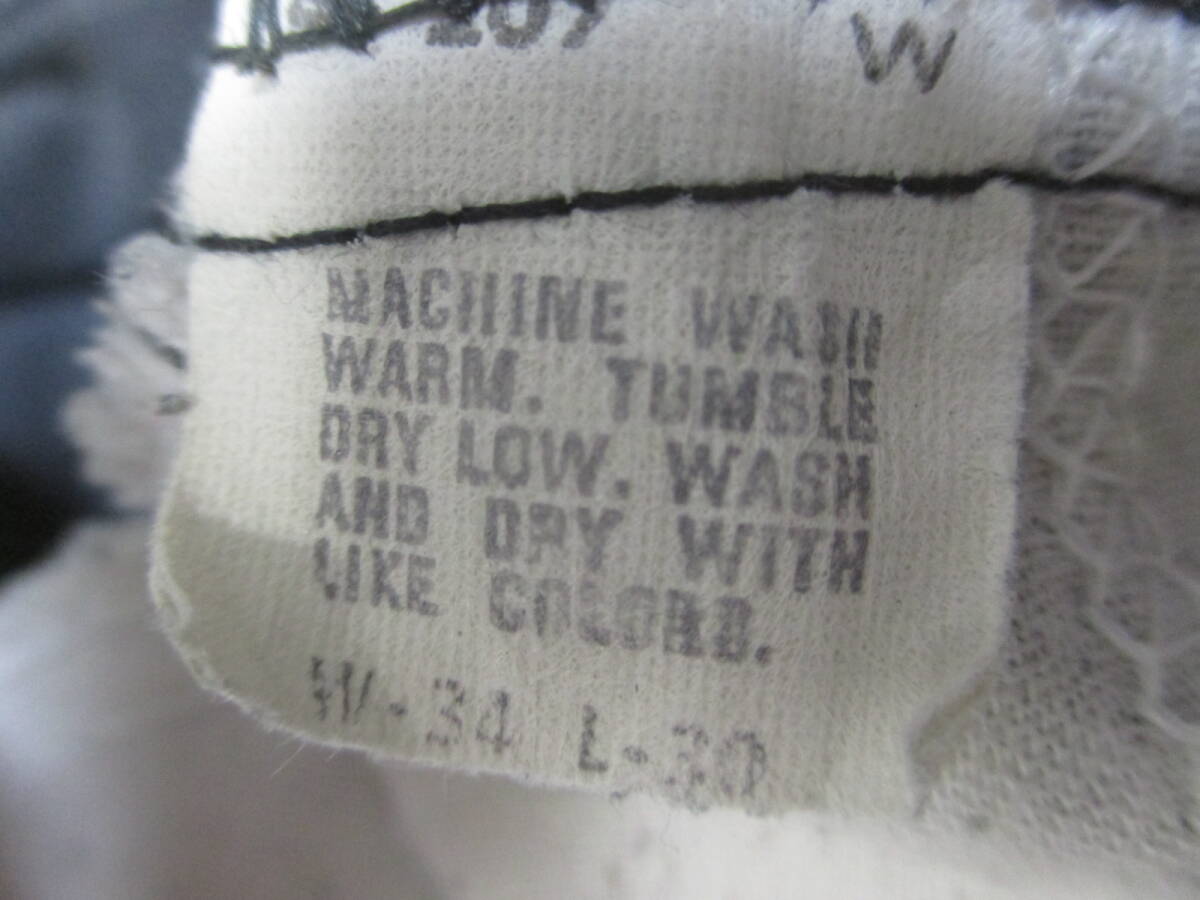 W
MACHINE WASH
WARM. TUMBLE
DRY LOW. WASH
AND DRY WITH
LIKE COLORS.
W-34 L-30